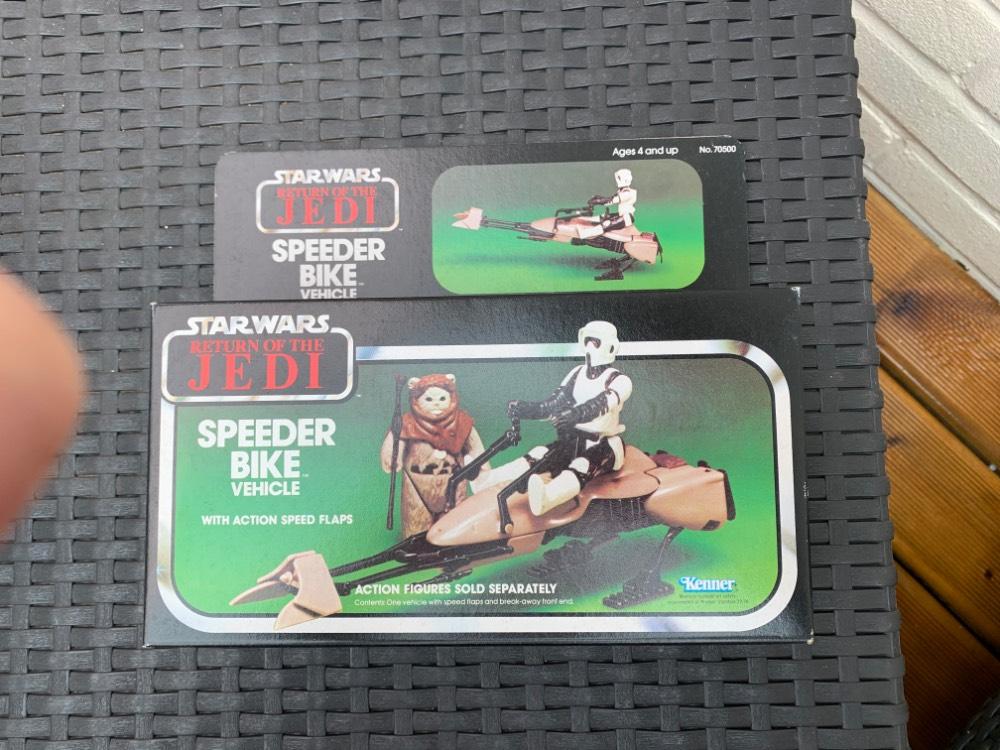 Ages 4 and up No. 70500
STAR WARS
RETURN OF THE
JEDI
SPEEDER
BIKE
VEHICLE
STAR WARS
RETURN OF THE
JEDI
SPEEDER
BIKE™
VEHICLE
WITH ACTION SPEED FLAPS
ACTION FIGURES SOLD SEPARATELY
Contents: One vehicle with speed flaps and break-away front end.
Kenner